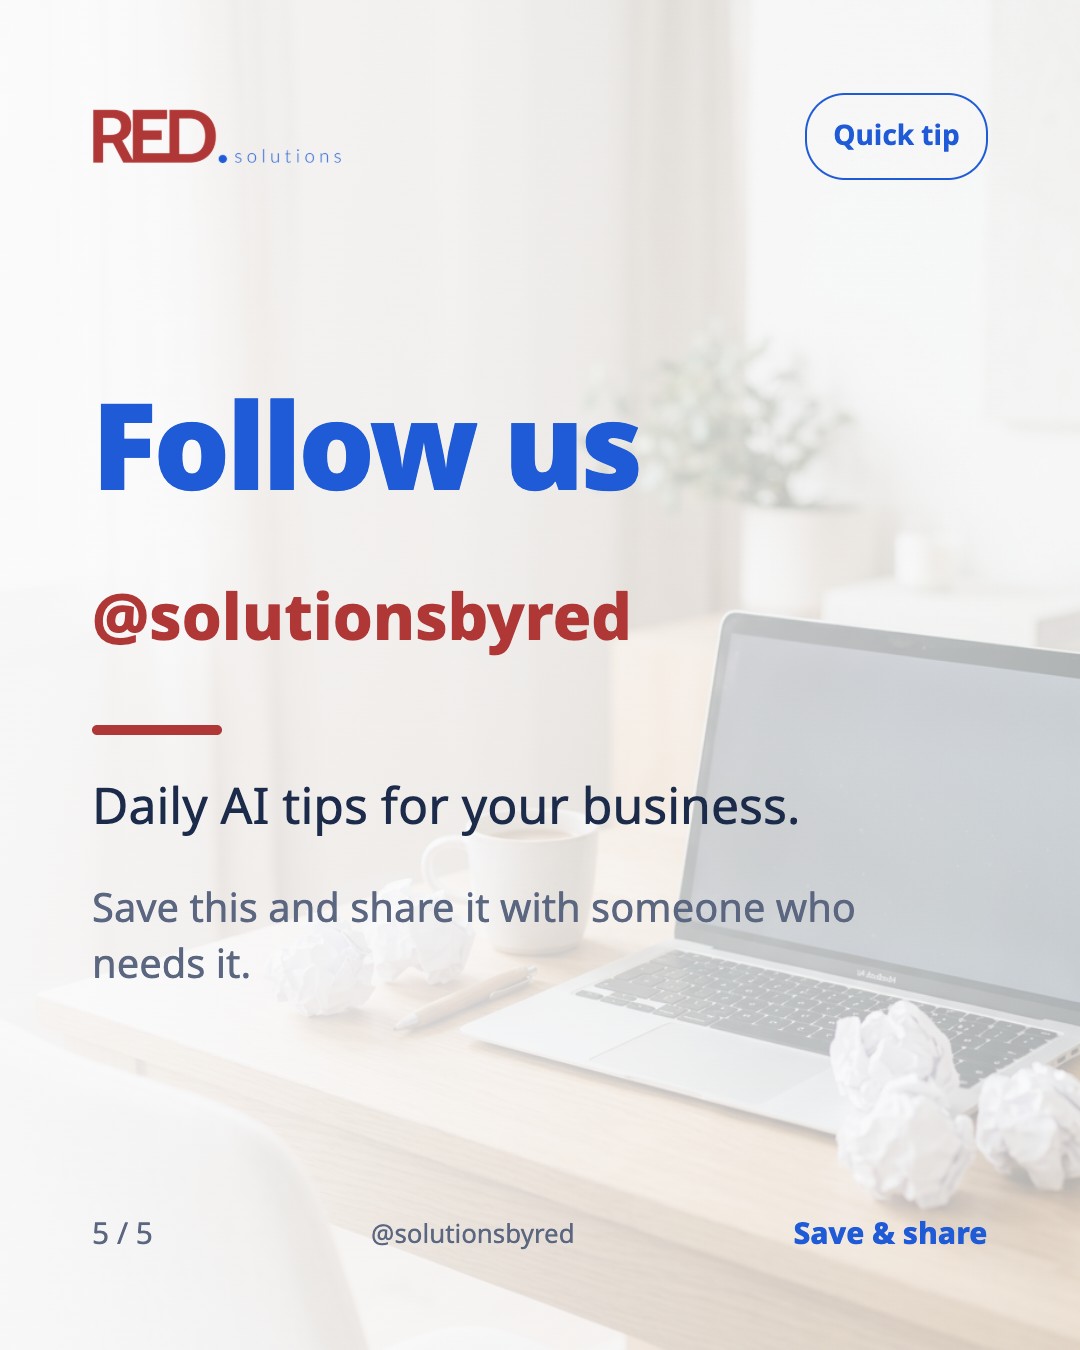 RED.solutions
Quick tip
Follow us
@solutionsbyred
Daily AI tips for your business.
Save this and share it with someone who
needs it.
5 / 5
@solutionsbyred
Save & share